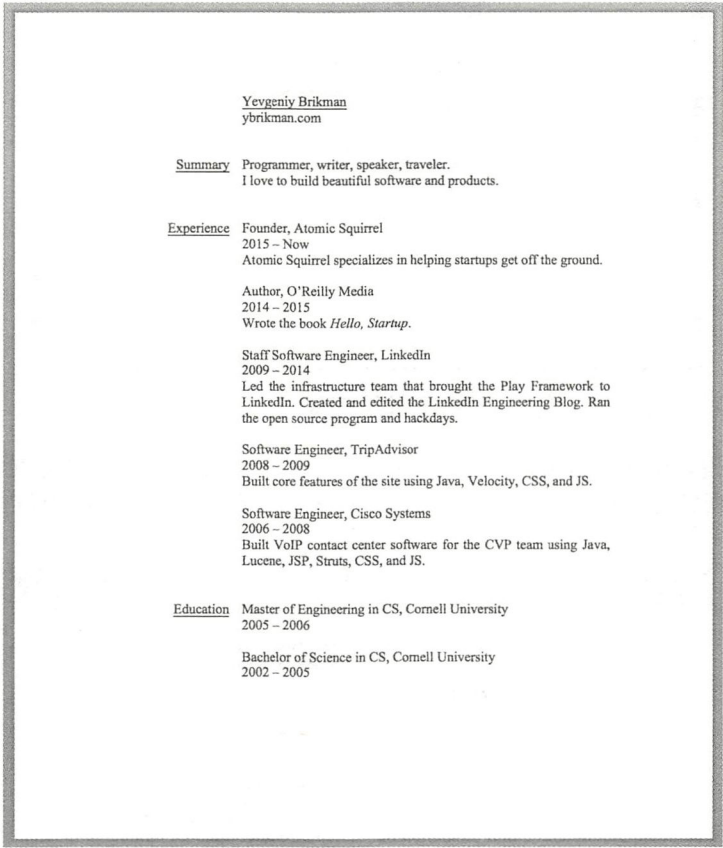 Yevgeniy Brikman
ybrikman.com
Summary Programmer, writer, speaker, traveler.
I love to build beautiful software and products.
Experience Founder, Atomic Squirrel
2015 – Now
Atomic Squirrel specializes in helping startups get off the ground.
Author, O'Reilly Media
2014 – 2015
Wrote the book Hello, Startup.
Staff Software Engineer, LinkedIn
2009 – 2014
Led the infrastructure team that brought the Play Framework to
LinkedIn. Created and edited the LinkedIn Engineering Blog. Ran
the open source program and hackdays.
Software Engineer, TripAdvisor
2008 – 2009
Built core features of the site using Java, Velocity, CSS, and JS.
Software Engineer, Cisco Systems
2006 – 2008
Built VoIP contact center software for the CVP team using Java,
Lucene, JSP, Struts, CSS, and JS.
Education Master of Engineering in CS, Cornell University
2005 – 2006
Bachelor of Science in CS, Cornell University
2002 – 2005